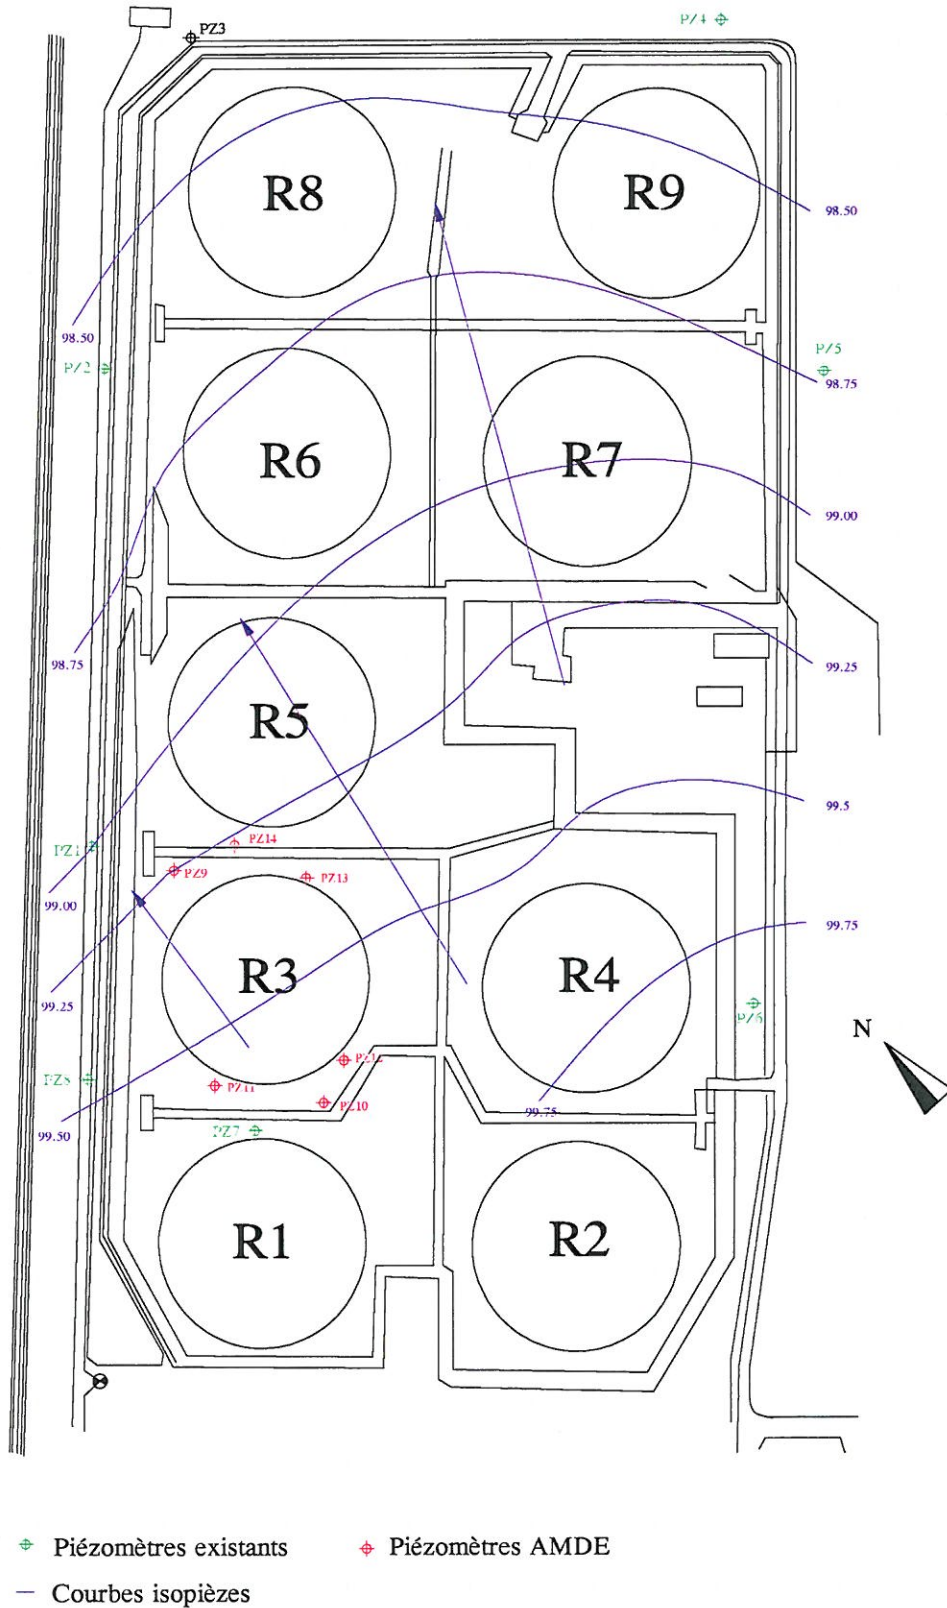 PZ4
PZ3
R8
R9
98.50
98.50
PZ5
PZ2
98.75
R6
R7
99.00
98.75
99.25
R5
99.5
PZ1
PZ14
PZ9
PZ13
99.00
99.75
R3
R4
99.25
PZ6
N
PZ12
PZ8
PZ11
PZ10
99.75
PZ7
99.50
R1
R2
Piézomètres existants
Piézomètres AMDE
Courbes isopièzes